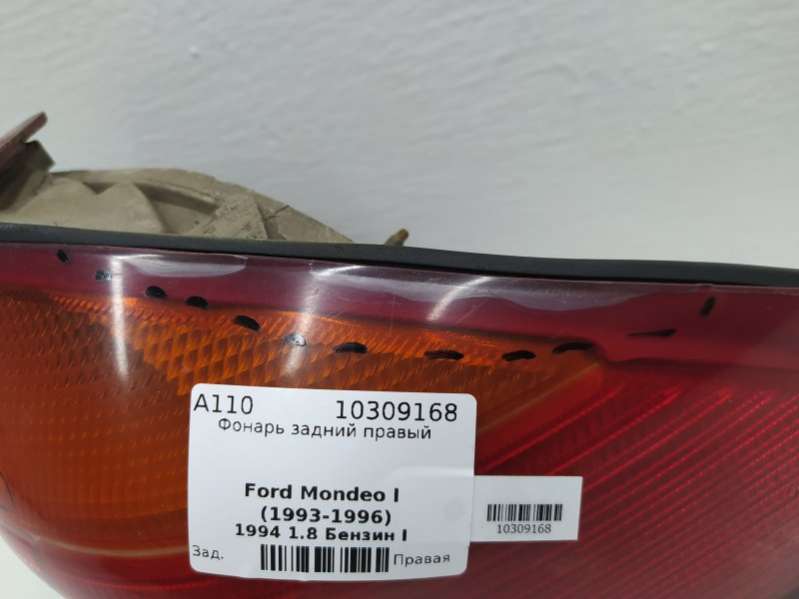 A110 10309168
Фонарь задний правый
Ford Mondeo I
(1993-1996)
1994 1.8 Бензин I
Зад. Правая
10309168